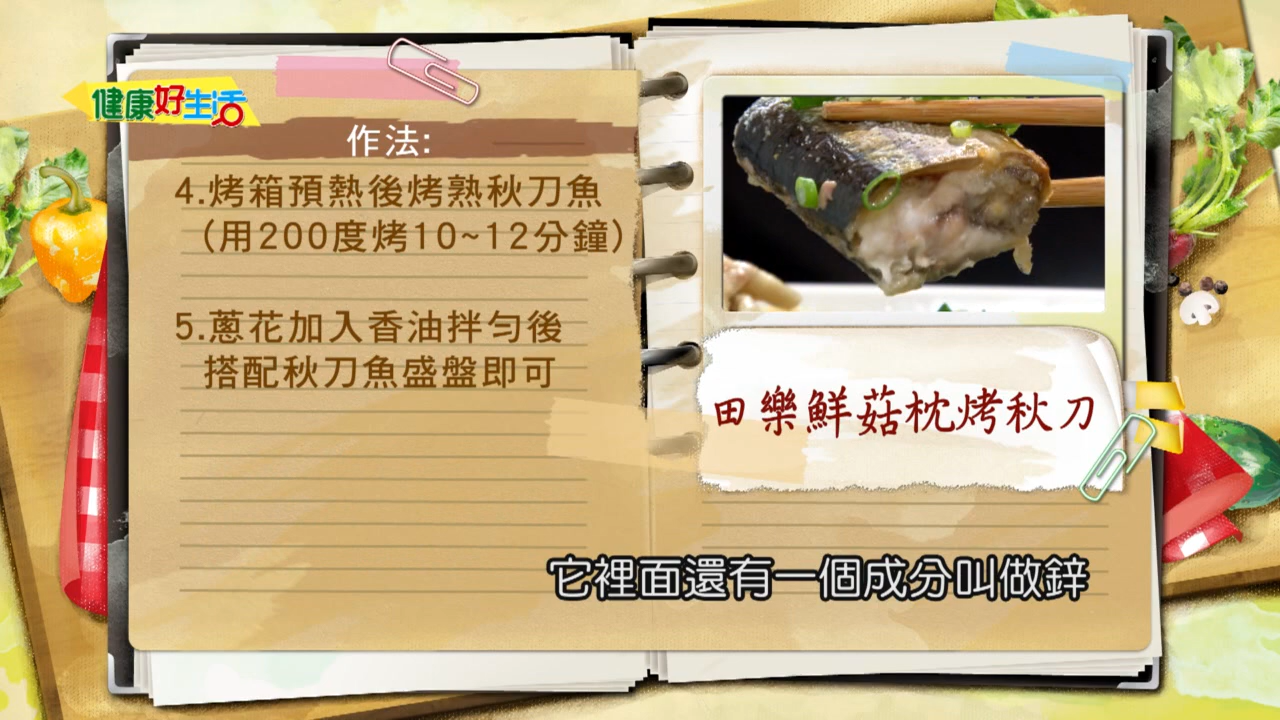 健康好生活
作法:
4.烤箱預熱後烤熟秋刀魚
(用200度烤10~12分鐘)
5.蔥花加入香油拌勻後
搭配秋刀魚盛盤即可
田樂鮮菇枕烤秋刀
它裡面還有一個成分叫做鋅